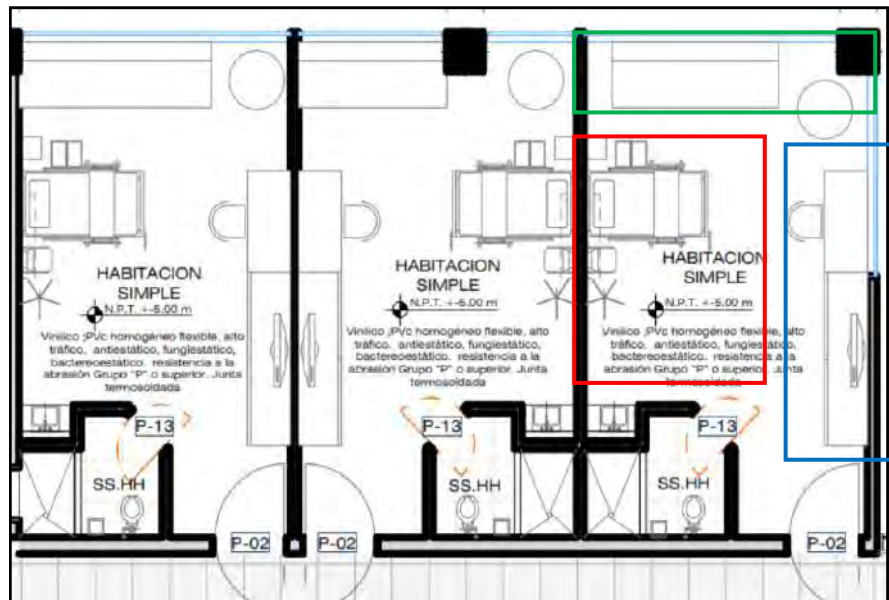 HABITACION
SIMPLE
N.P.T. +-5.00 m
Vinilico ;PVc homogéneo flexible, alto
tráfico, antiestático, fungiestático,
bactereoestático. resistencia a la
abrasión Grupo "P" o superior. Junta
termosoldada
P-13
SS.HH
P-02
HABITACION
SIMPLE
N.P.T. +-5.00 m
Vinilico ;PVc homogéneo flexible, alto
tráfico, antiestático, fungiestático,
bactereoestático. resistencia a la
abrasión Grupo "P" o superior. Junta
termosoldada
P-13
SS.HH
P-02
HABITACION
SIMPLE
N.P.T. +-5.00 m
Vinilico ;PVc homogéneo flexible, alto
tráfico, antiestático, fungiestático,
bactereoestático. resistencia a la
abrasión Grupo "P" o superior. Junta
termosoldada
P-13
SS.HH
P-02